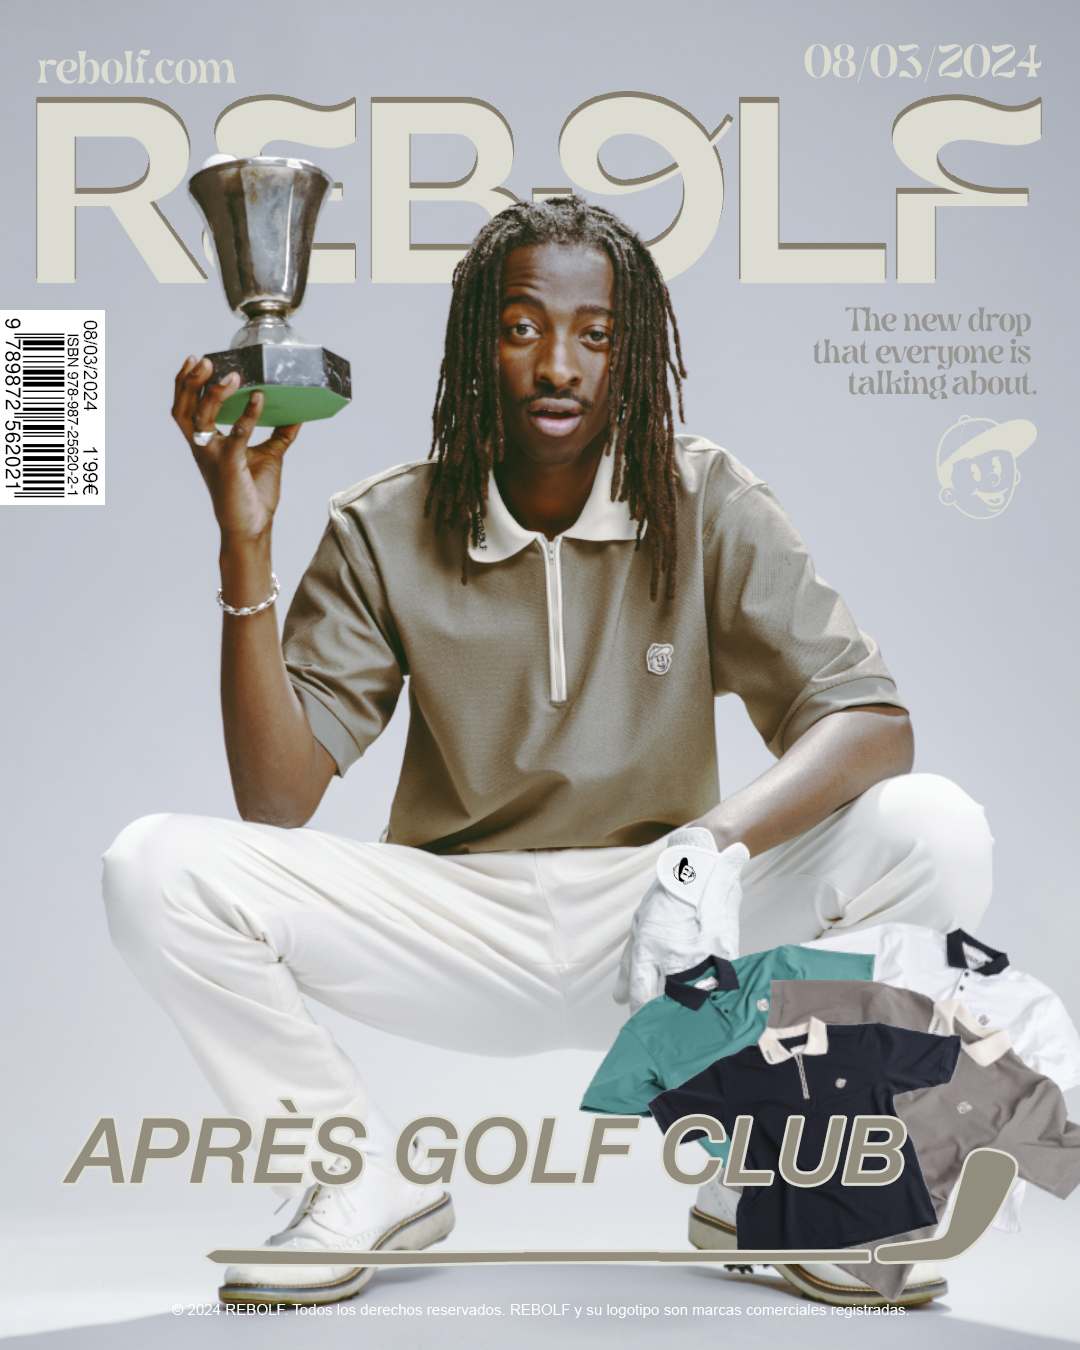 rebolf.com
08/03/2024
REBOLF
08/03/2024 1'99€
ISBN 978-987-25620-2-1
9 789872 562021
The new drop
that everyone is
talking about.
APRÈS GOLF CLUB
© 2024 REBOLF. Todos los derechos reservados. REBOLF y su logotipo son marcas comerciales registradas.